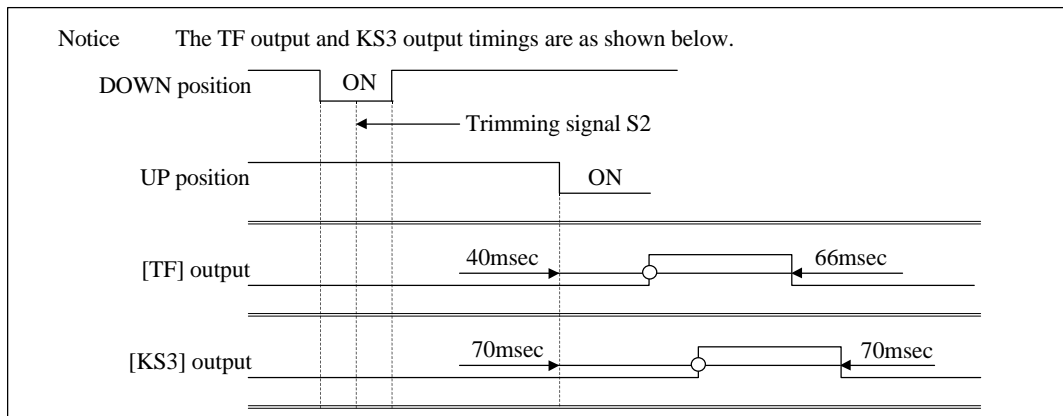 Notice The TF output and KS3 output timings are as shown below.
DOWN position ON
Trimming signal S2
UP position ON
[TF] output 40msec 66msec
[KS3] output 70msec 70msec